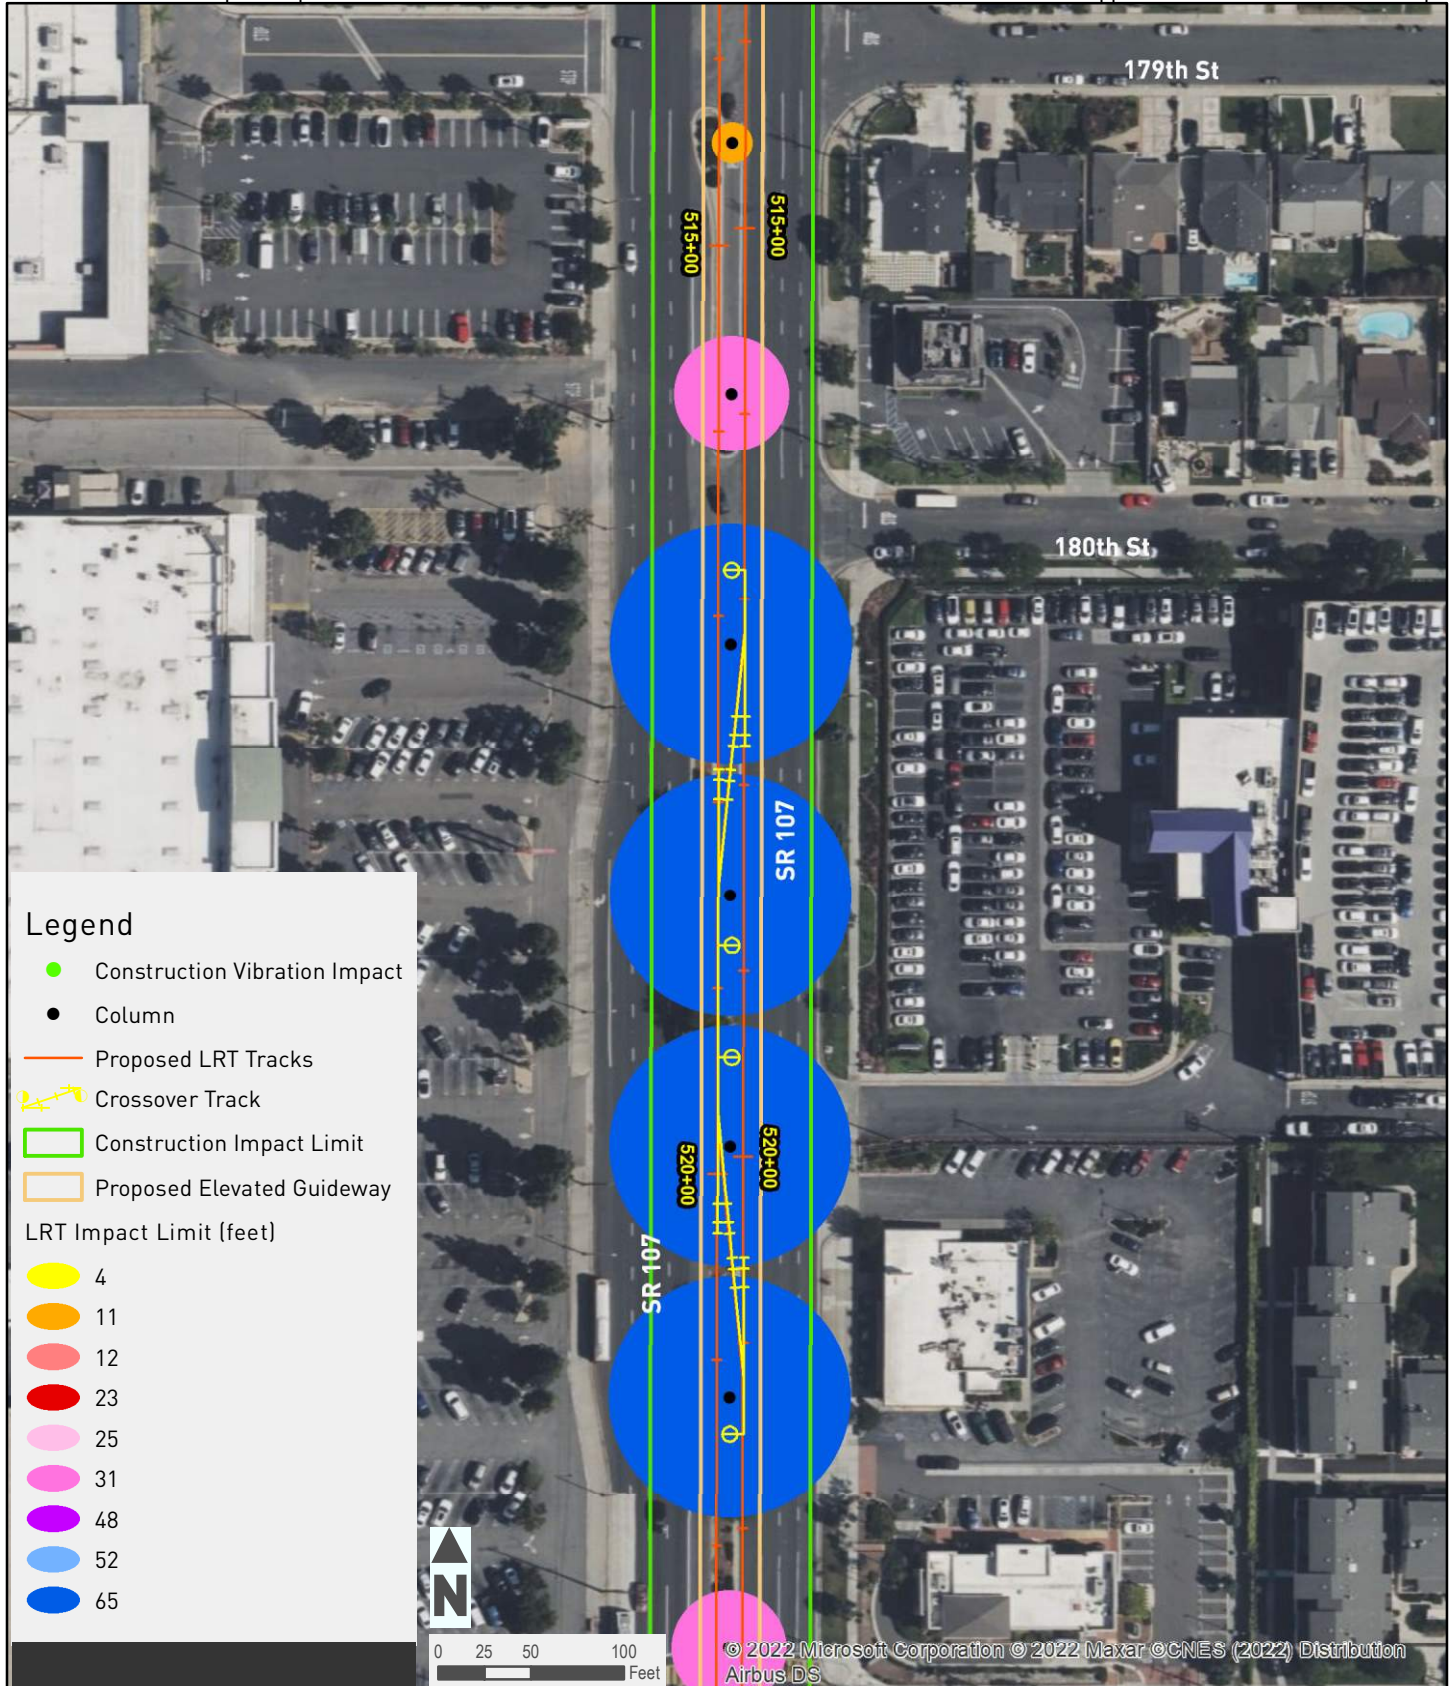 179th St
515+00
515+00
180th St
SR 107
520+00
520+00
SR 107
Legend
Construction Vibration Impact
Column
Proposed LRT Tracks
Crossover Track
Construction Impact Limit
Proposed Elevated Guideway
LRT Impact Limit (feet)
4
11
12
23
25
31
48
52
65
N
0 25 50 100
Feet
© 2022 Microsoft Corporation © 2022 Maxar ©CNES (2022) Distribution
Airbus DS